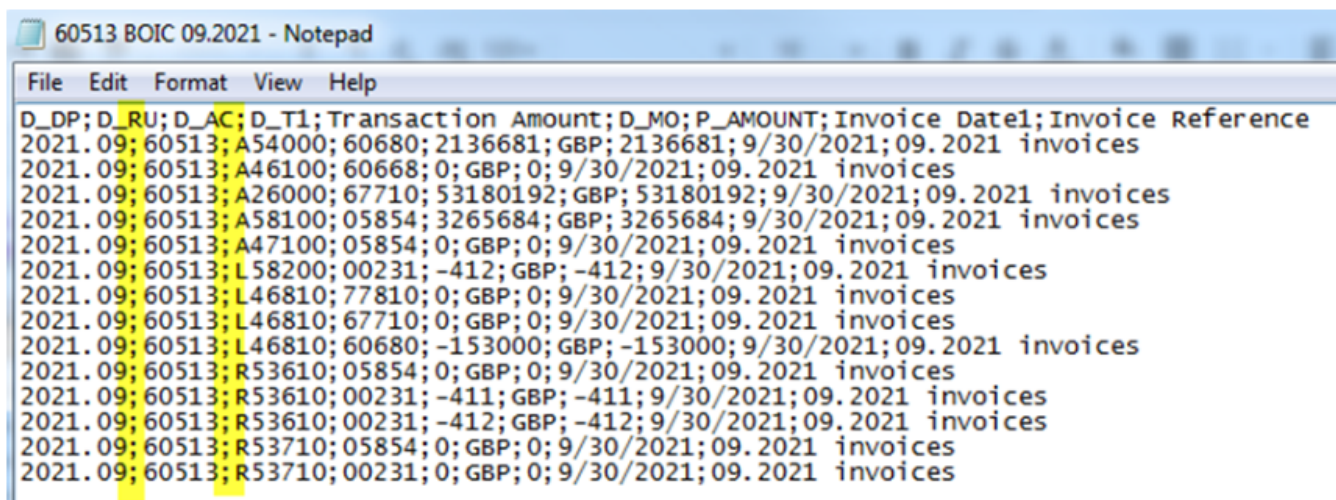 60513 BOIC 09.2021 - Notepad
File Edit Format View Help
D_DP;D_RU;D_AC;D_T1;Transaction Amount;D_MO;P_AMOUNT;Invoice Date1;Invoice Reference
2021.09;60513;A54000;60680;2136681;GBP;2136681;9/30/2021;09.2021 invoices
2021.09;60513;A46100;60668;0;GBP;0;9/30/2021;09.2021 invoices
2021.09;60513;A26000;67710;53180192;GBP;53180192;9/30/2021;09.2021 invoices
2021.09;60513;A58100;05854;3265684;GBP;3265684;9/30/2021;09.2021 invoices
2021.09;60513;A47100;05854;0;GBP;0;9/30/2021;09.2021 invoices
2021.09;60513;L58200;00231;-412;GBP;-412;9/30/2021;09.2021 invoices
2021.09;60513;L46810;77810;0;GBP;0;9/30/2021;09.2021 invoices
2021.09;60513;L46810;67710;0;GBP;0;9/30/2021;09.2021 invoices
2021.09;60513;L46810;60680;-153000;GBP;-153000;9/30/2021;09.2021 invoices
2021.09;60513;R53610;05854;0;GBP;0;9/30/2021;09.2021 invoices
2021.09;60513;R53610;00231;-411;GBP;-411;9/30/2021;09.2021 invoices
2021.09;60513;R53610;00231;-412;GBP;-412;9/30/2021;09.2021 invoices
2021.09;60513;R53710;05854;0;GBP;0;9/30/2021;09.2021 invoices
2021.09;60513;R53710;00231;0;GBP;0;9/30/2021;09.2021 invoices